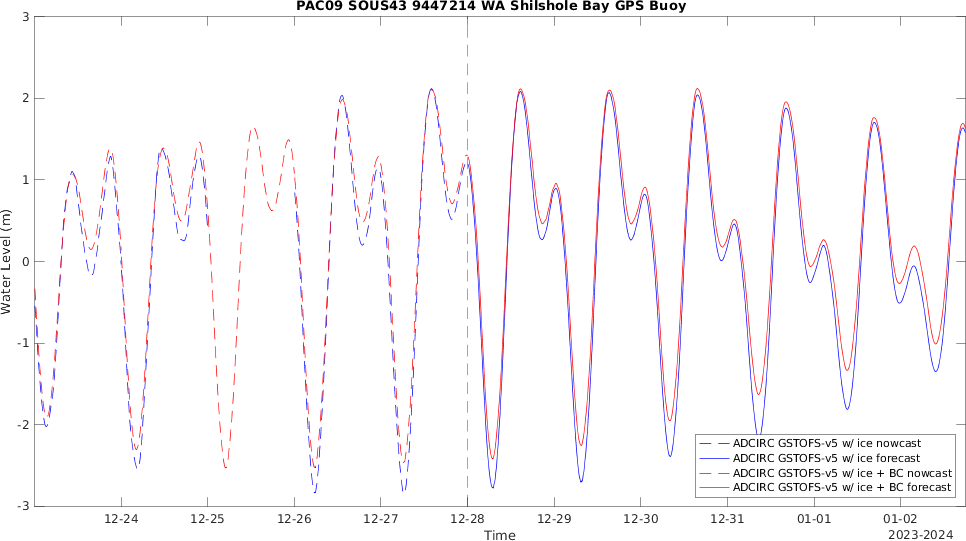 PAC09 SOUS43 9447214 WA Shilshole Bay GPS Buoy
3
2
1
0
-1
-2
-3
Water Level (m)
ADCIRC GSTOFS-v5 w/ ice nowcast
ADCIRC GSTOFS-v5 w/ ice forecast
ADCIRC GSTOFS-v5 w/ ice + BC nowcast
ADCIRC GSTOFS-v5 w/ ice + BC forecast
12-24 12-25 12-26 12-27 12-28 12-29 12-30 12-31 01-01 01-02
Time
2023-2024